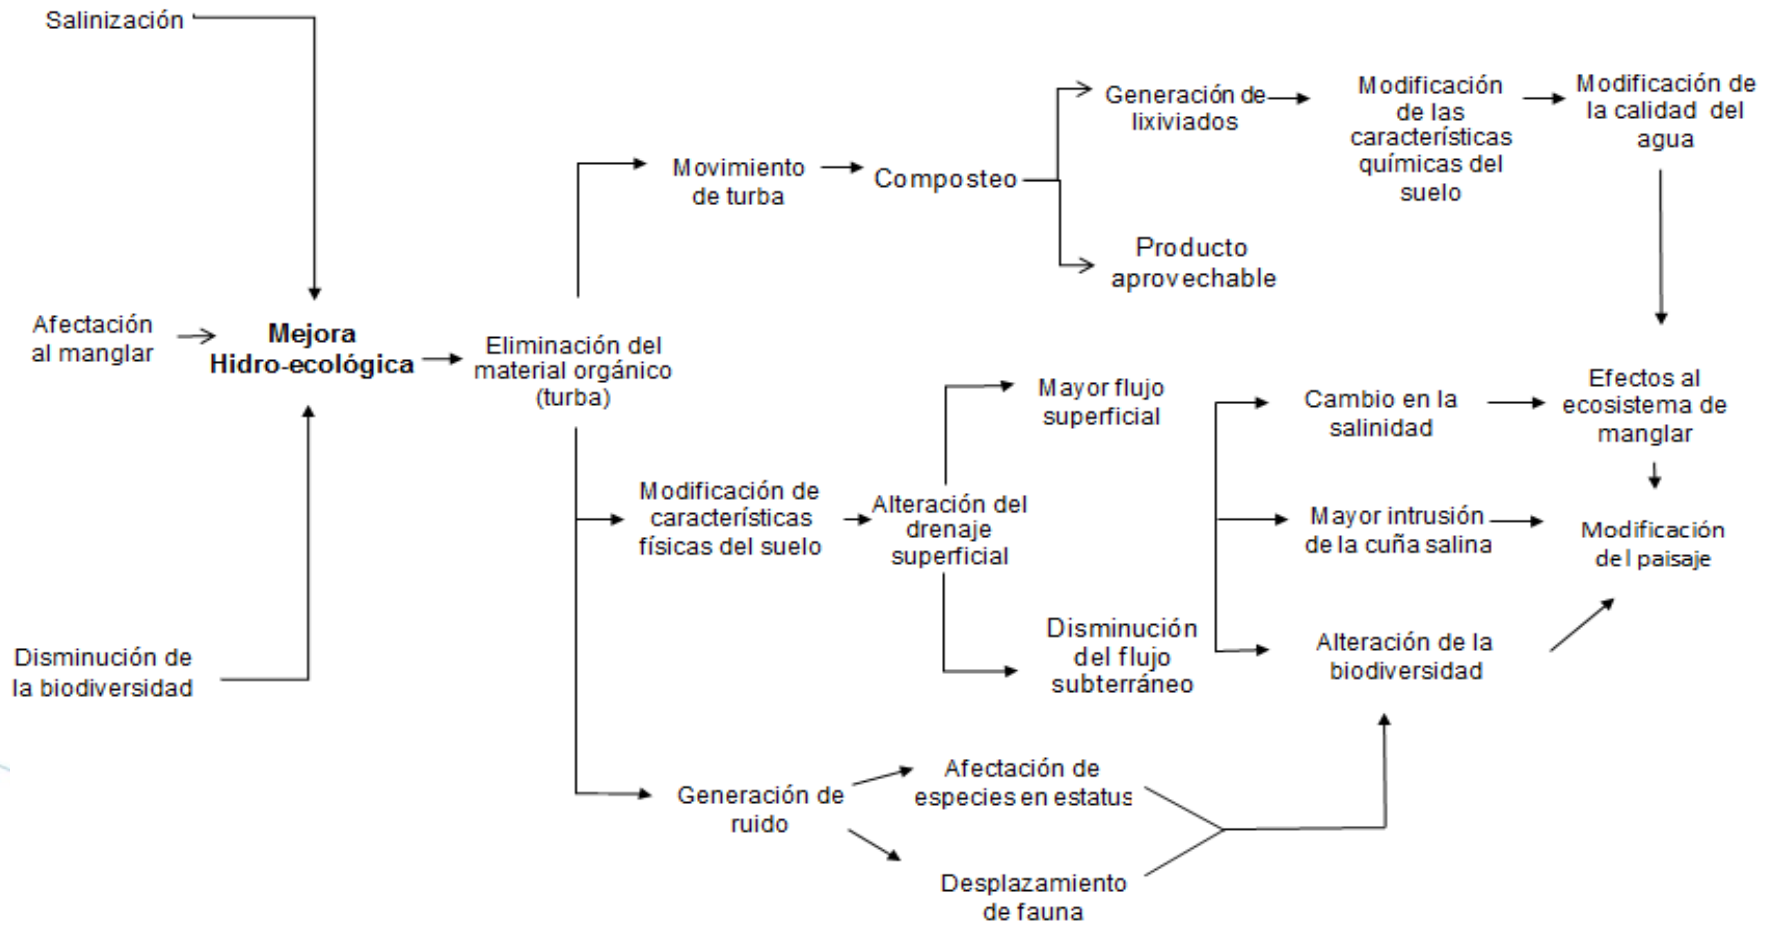 Salinización
Afectación
al manglar
Disminución de
la biodiversidad
Mejora
Hidro-ecológica
Eliminación del
material orgánico
(turba)
Movimiento
de turba
Composteo
Generación de
lixiviados
Modificación
de las
características
químicas del
suelo
Modificación de
la calidad del
agua
Producto
aprovechable
Modificación de
características
físicas del suelo
Alteración del
drenaje
superficial
Mayor flujo
superficial
Disminución
del flujo
subterráneo
Cambio en la
salinidad
Mayor intrusión
de la cuña salina
Alteración de la
biodiversidad
Efectos al
ecosistema de
manglar
Modificación
del paisaje
Generación de
ruido
Afectación de
especies en estatus
Desplazamiento
de fauna